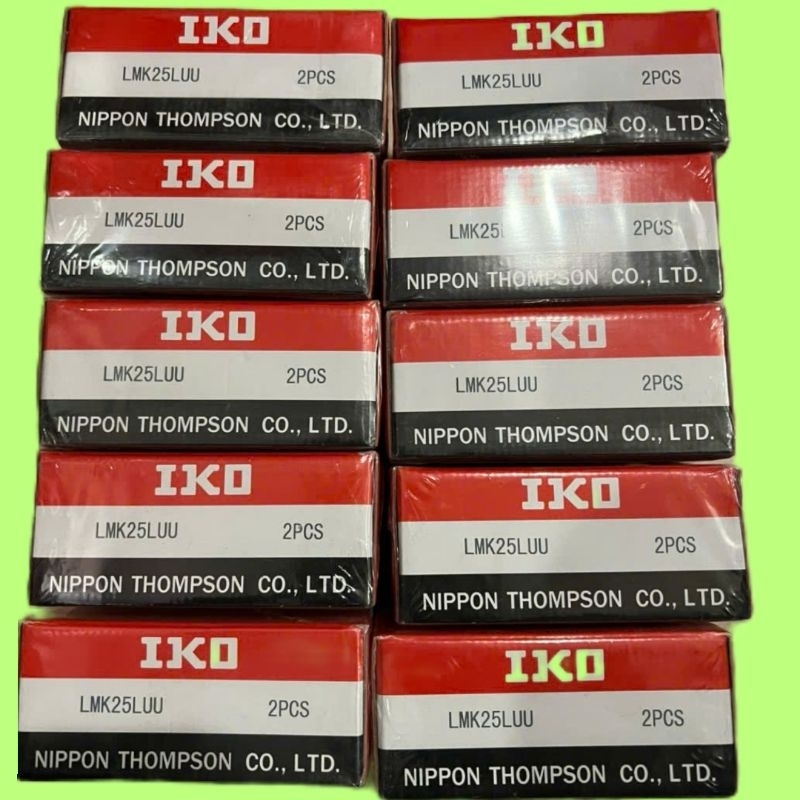 IKO
LMK25LUU 2PCS
NIPPON THOMPSON CO., LTD.
IKO
LMK25LUU 2PCS
NIPPON THOMPSON CO., LTD.
IKO
LMK25LUU 2PCS
NIPPON THOMPSON CO., LTD.
2PCS
NIPPON THOMPSON CO., LTD.
IKO
LMK25LUU 2PCS
NIPPON THOMPSON CO., LTD.
IKO
LMK25LUU 2PCS
NIPPON THOMPSON CO., LTD.
IKO
LMK25LUU 2PCS
NIPPON THOMPSON CO., LTD.
IKO
LMK25LUU 2PCS
NIPPON THOMPSON CO., LTD.
IKO
LMK25LUU 2PCS
NIPPON THOMPSON CO., LTD.
IKO
LMK25LUU 2PCS
NIPPON THOMPSON CO., LTD.